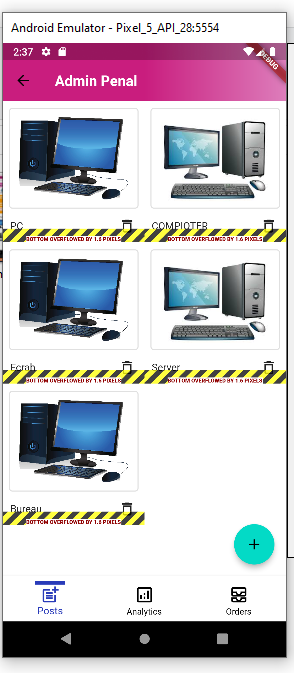 Android Emulator - Pixel_5_API_28:5554
2:37
DEBUG
Admin Penal
PC
COMPIOTER
BOTTOM OVERFLOWED BY 1.6 PIXELS
BOTTOM OVERFLOWED BY 1.6 PIXELS
Ecrah
Server
BOTTOM OVERFLOWED BY 1.6 PIXELS
BOTTOM OVERFLOWED BY 1.6 PIXELS
Bureau
BOTTOM OVERFLOWED BY 1.6 PIXELS
Posts
Analytics
Orders